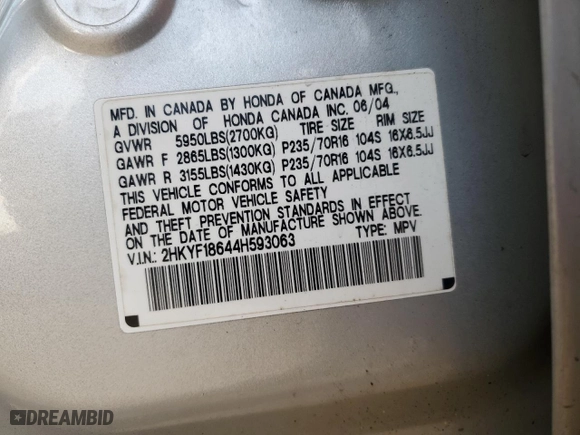 MFD. IN CANADA BY HONDA OF CANADA MFG.,
A DIVISION OF HONDA CANADA INC. 06/04
GVWR 5950LBS(2700KG) TIRE SIZE RIM SIZE
GAWR F 2865LBS(1300KG) P235/70R16 104S 16X6.5JJ
GAWR R 3155LBS(1430KG) P235/70R16 104S 16X6.5JJ
THIS VEHICLE CONFORMS TO ALL APPLICABLE
FEDERAL MOTOR VEHICLE SAFETY
AND THEFT PREVENTION STANDARDS IN EFFECT
ON THE DATE OF MANUFACTURE SHOWN ABOVE.
V.I.N.: 2HKYF18644H593063 TYPE: MPV
DREAMBID